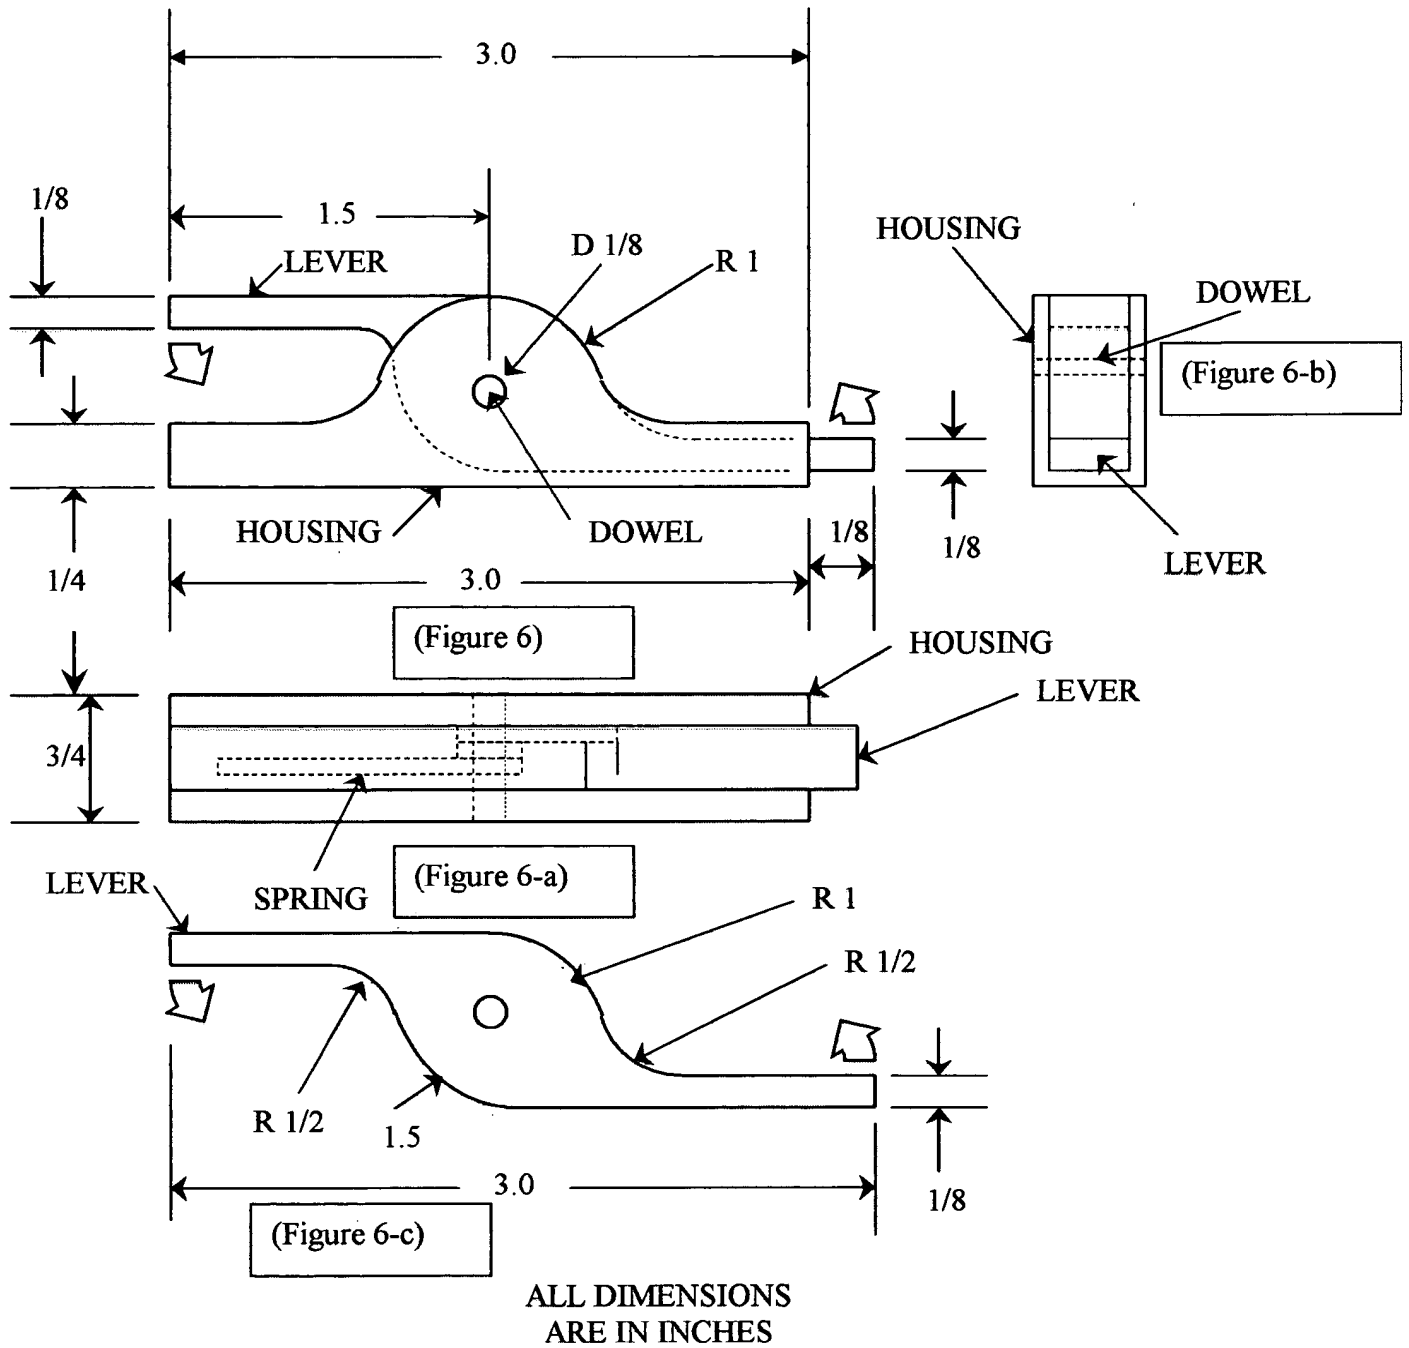 3.0
1/8
1.5
D 1/8
R 1
HOUSING
LEVER
DOWEL
(Figure 6-b)
HOUSING
DOWEL
1/8
1/8
LEVER
1/4
3.0
(Figure 6)
HOUSING
LEVER
3/4
(Figure 6-a)
LEVER
SPRING
R 1
R 1/2
R 1/2
1.5
3.0
1/8
(Figure 6-c)
ALL DIMENSIONS
ARE IN INCHES